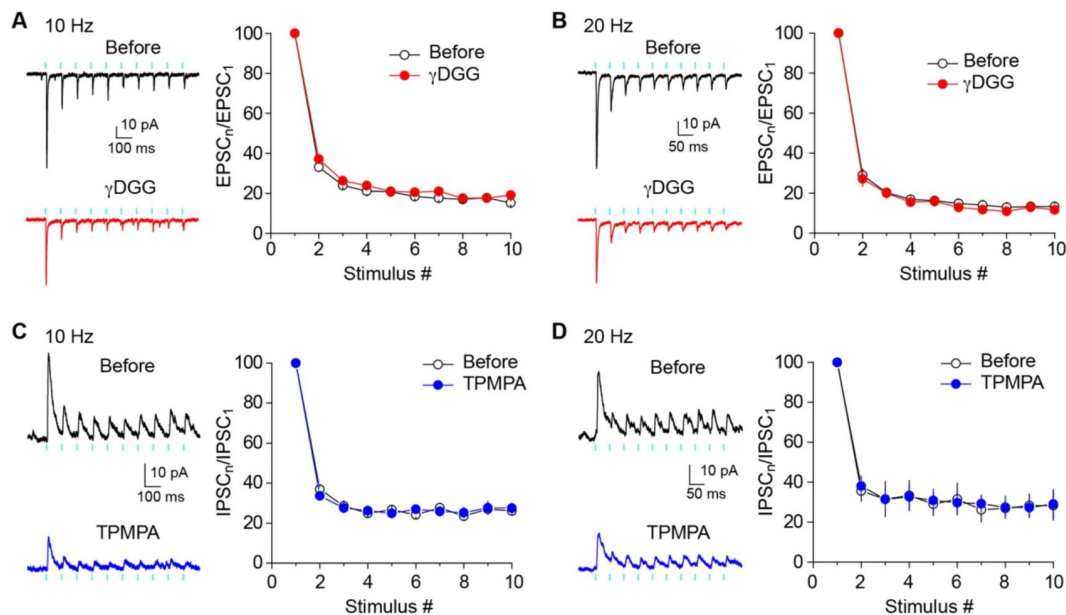 A 10 Hz
Before
10 pA
100 ms
γDGG
EPSCn/EPSC1
100
80
60
40
20
0
0 2 4 6 8 10
Stimulus #
Before
γDGG
B 20 Hz
Before
10 pA
50 ms
γDGG
EPSCn/EPSC1
100
80
60
40
20
0
0 2 4 6 8 10
Stimulus #
Before
γDGG
C 10 Hz
Before
10 pA
100 ms
TPMPA
IPSCn/IPSC1
100
80
60
40
20
0
0 2 4 6 8 10
Stimulus #
Before
TPMPA
D 20 Hz
Before
10 pA
50 ms
TPMPA
IPSCn/IPSC1
100
80
60
40
20
0
0 2 4 6 8 10
Stimulus #
Before
TPMPA